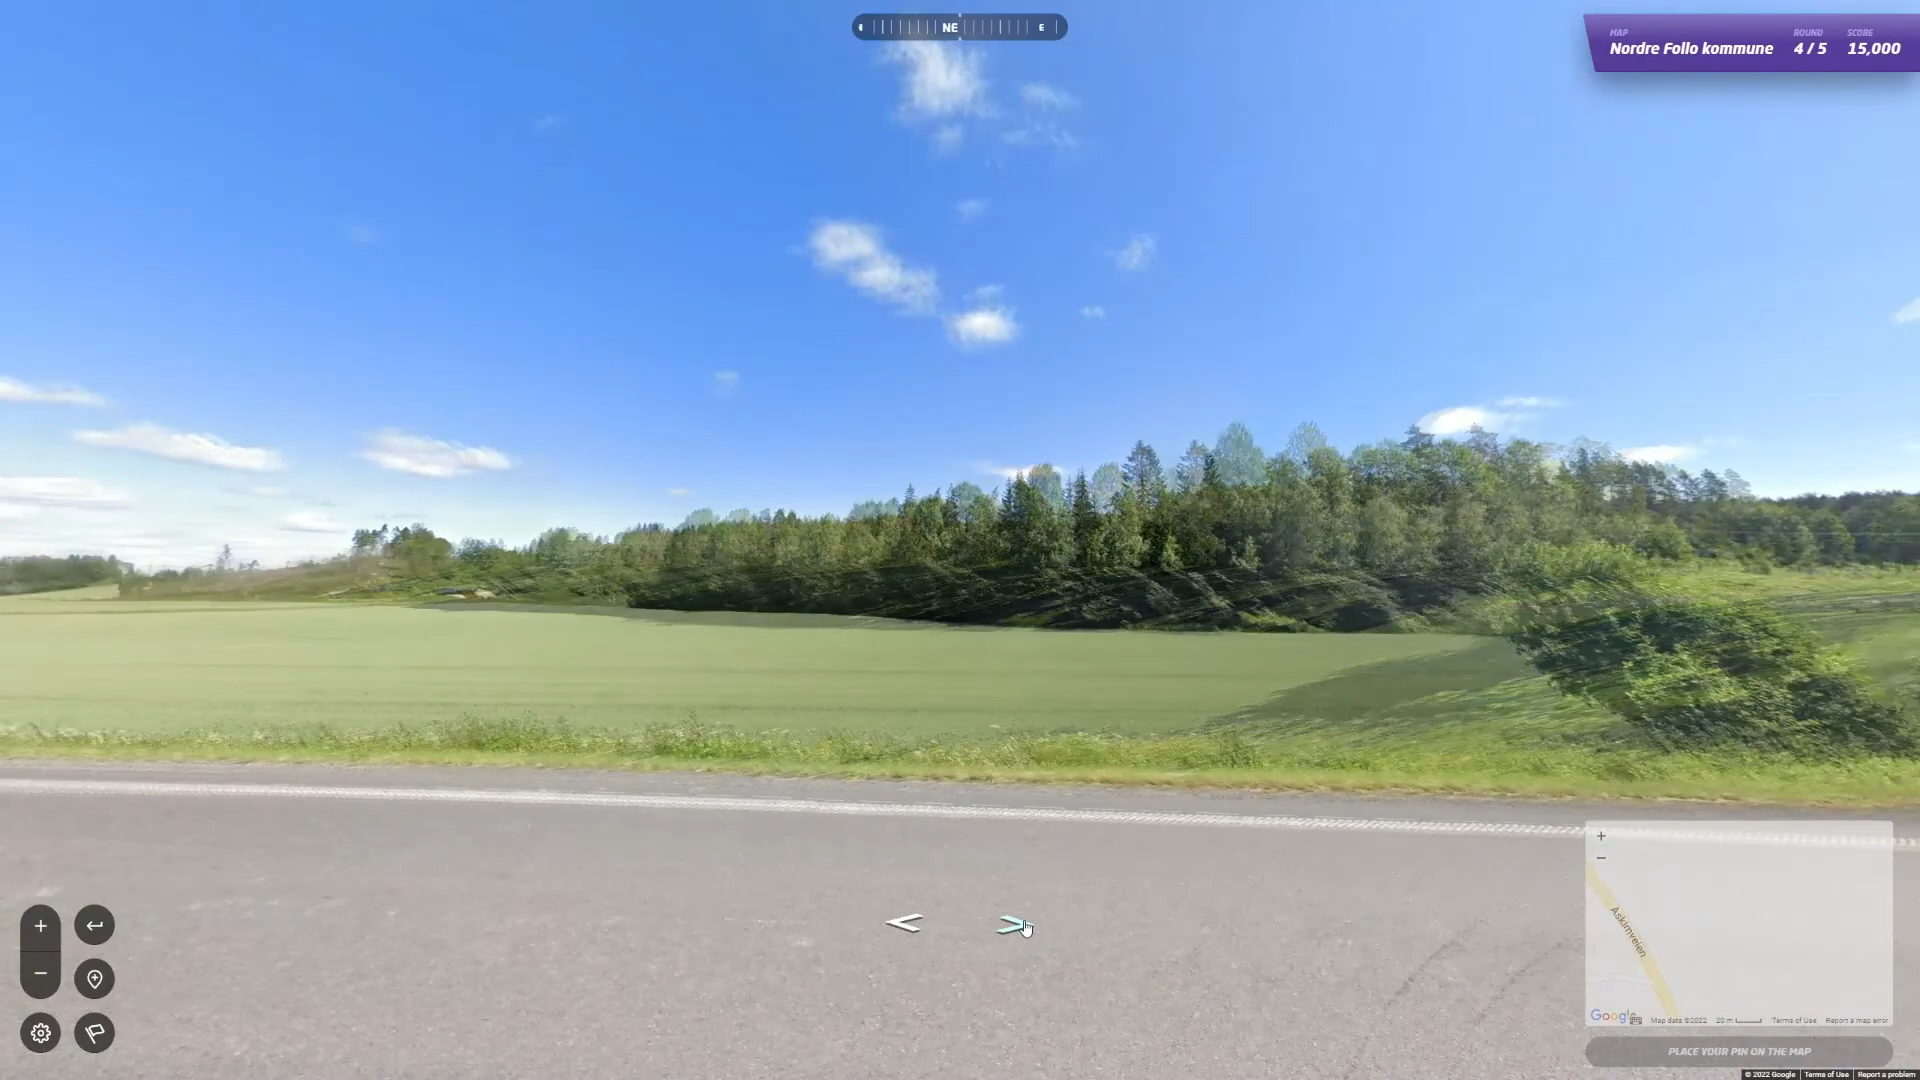 NE
E
MAP
Nordre Follo kommune
ROUND
4 / 5
SCORE
15,000
Askimveien
Google
Map data ©2022
20 m
Terms of Use
Report a map error
PLACE YOUR PIN ON THE MAP
© 2022 Google
Terms of Use
Report a problem